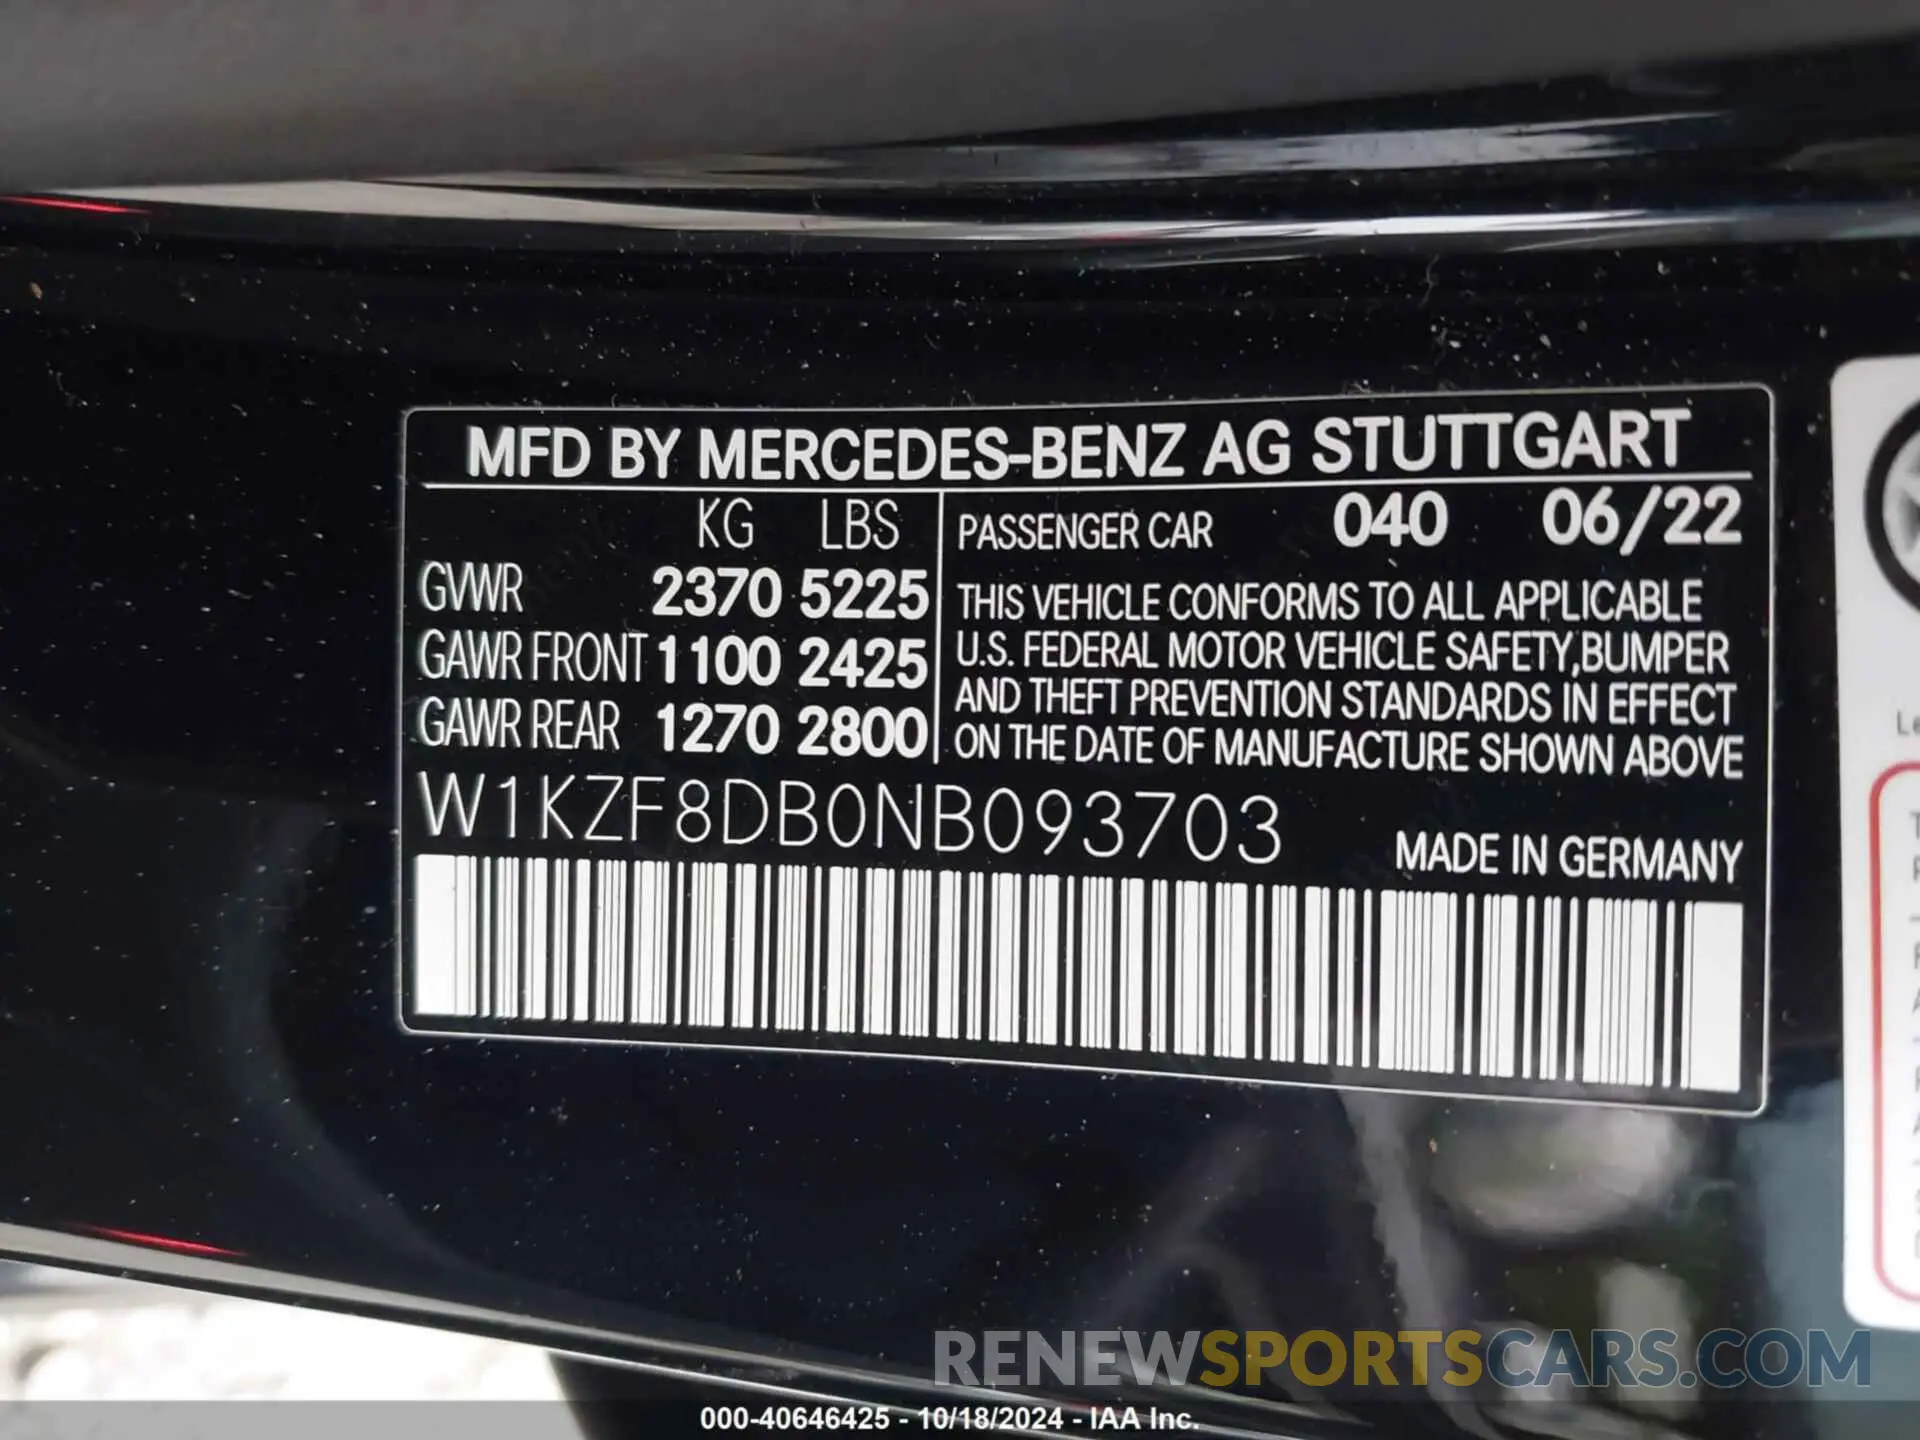 MFD BY MERCEDES-BENZ AG STUTTGART
KG LBS
GVWR 2370 5225
GAWR FRONT 1100 2425
GAWR REAR 1270 2800
PASSENGER CAR 040 06/22
THIS VEHICLE CONFORMS TO ALL APPLICABLE
U.S. FEDERAL MOTOR VEHICLE SAFETY,BUMPER
AND THEFT PREVENTION STANDARDS IN EFFECT
ON THE DATE OF MANUFACTURE SHOWN ABOVE
W1KZF8DB0NB093703
MADE IN GERMANY
RENEWSPORTSCARS.COM
000-40646425 - 10/18/2024 - IAA Inc.